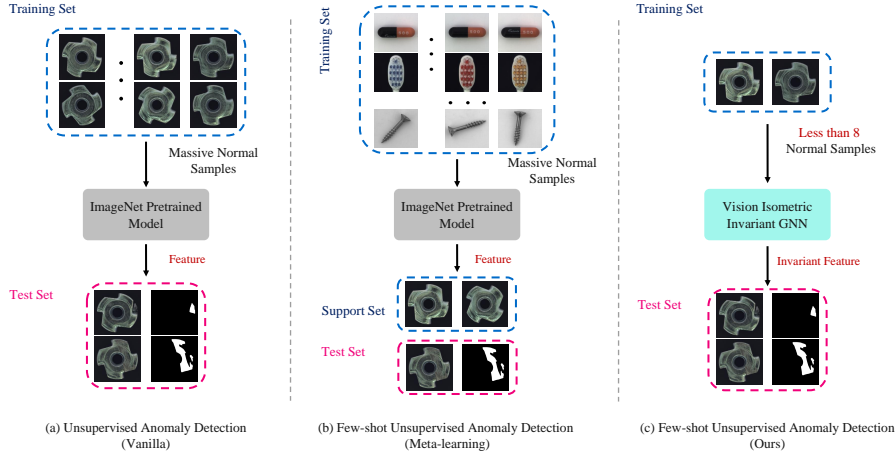 Training Set
Massive Normal
Samples
ImageNet Pretrained
Model
Feature
Test Set
(a) Unsupervised Anomaly Detection
(Vanilla)
Training Set
Massive Normal
Samples
ImageNet Pretrained
Model
Feature
Support Set
Test Set
(b) Few-shot Unsupervised Anomaly Detection
(Meta-learning)
Training Set
Less than 8
Normal Samples
Vision Isometric
Invariant GNN
Invariant Feature
Test Set
(c) Few-shot Unsupervised Anomaly Detection
(Ours)